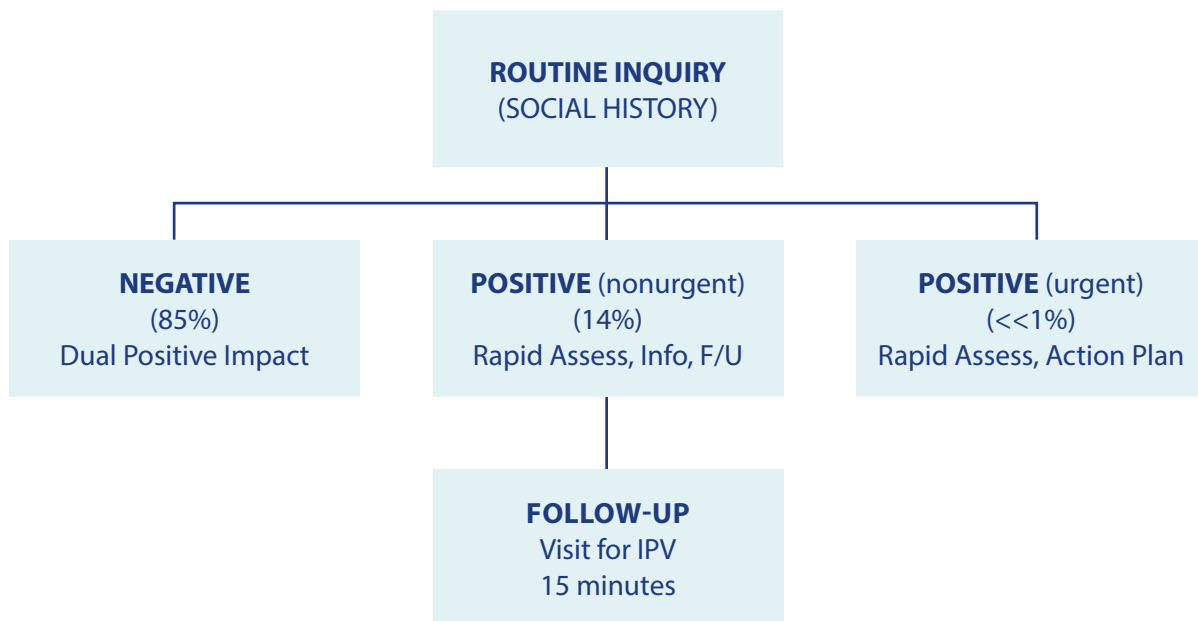 ROUTINE INQUIRY
(SOCIAL HISTORY)
NEGATIVE
(85%)
Dual Positive Impact
POSITIVE (nonurgent)
(14%)
Rapid Assess, Info, F/U
POSITIVE (urgent)
(<<1%)
Rapid Assess, Action Plan
FOLLOW-UP
Visit for IPV
15 minutes